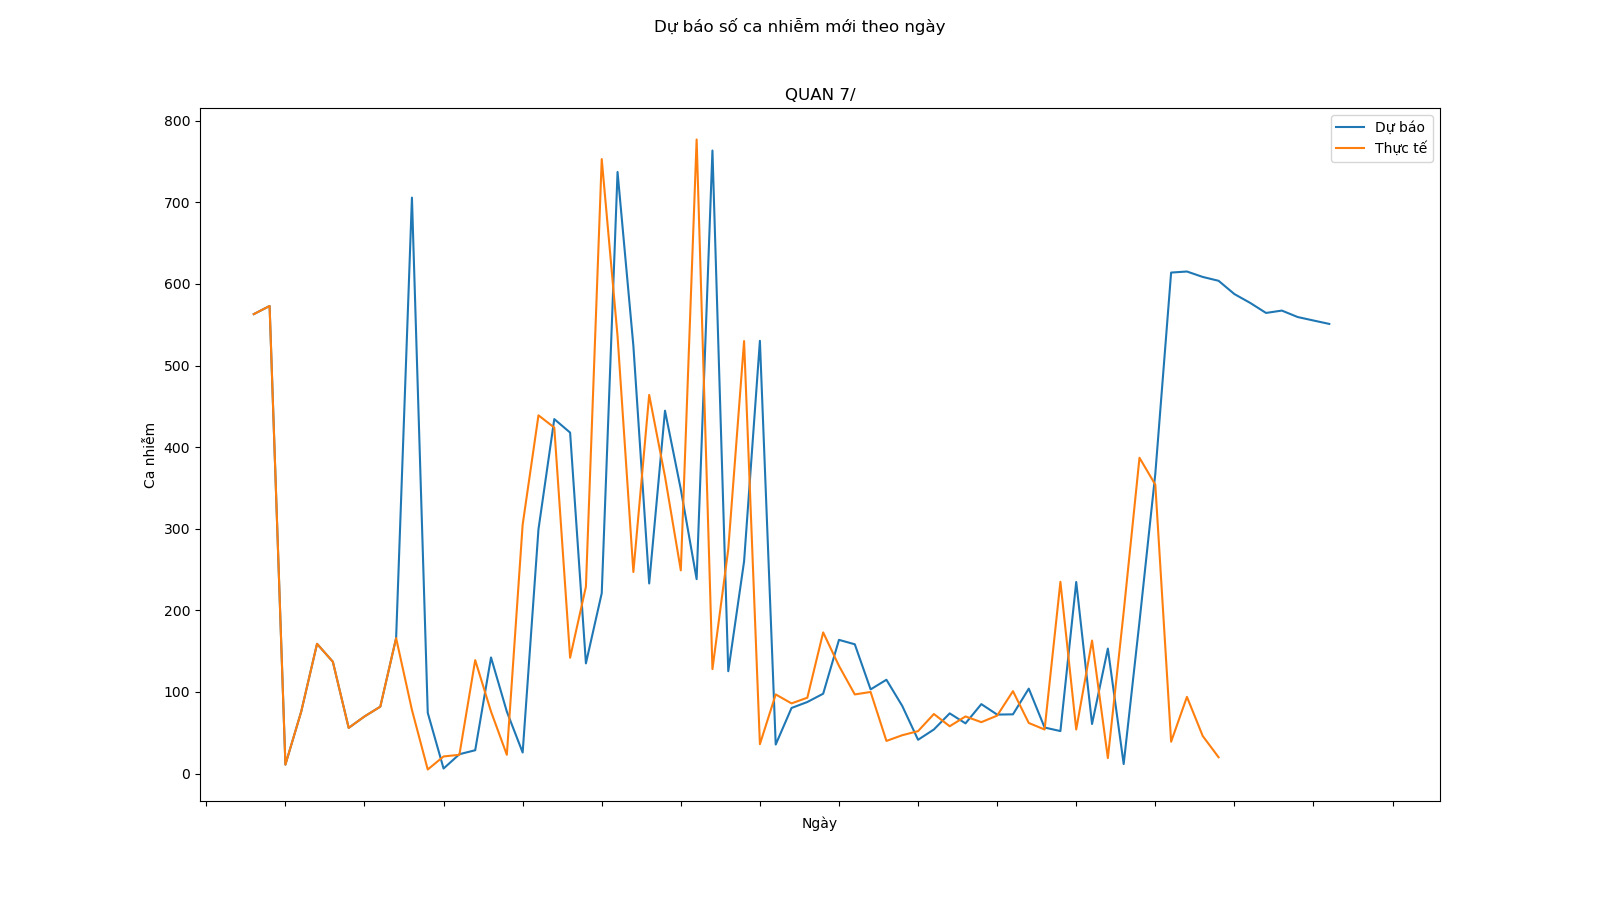 Dự báo số ca nhiễm mới theo ngày
QUAN 7/
800
700
600
500
400
300
200
100
0
Ca nhiễm
Ngày
Dự báo
Thực tế